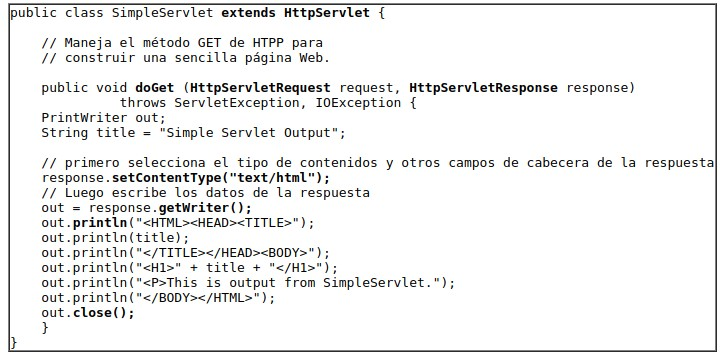 public class SimpleServlet extends HttpServlet {
// Maneja el método GET de HTPP para
// construir una sencilla página Web.
public void doGet (HttpServletRequest request, HttpServletResponse response)
throws ServletException, IOException {
PrintWriter out;
String title = "Simple Servlet Output";
// primero selecciona el tipo de contenidos y otros campos de cabecera de la respuesta
response.setContentType("text/html");
// Luego escribe los datos de la respuesta
out = response.getWriter();
out.println("<HTML><HEAD><TITLE>");
out.println(title);
out.println("</TITLE></HEAD><BODY>");
out.println("<H1>" + title + "</H1>");
out.println("<P>This is output from SimpleServlet.");
out.println("</BODY></HTML>");
out.close();
}
}